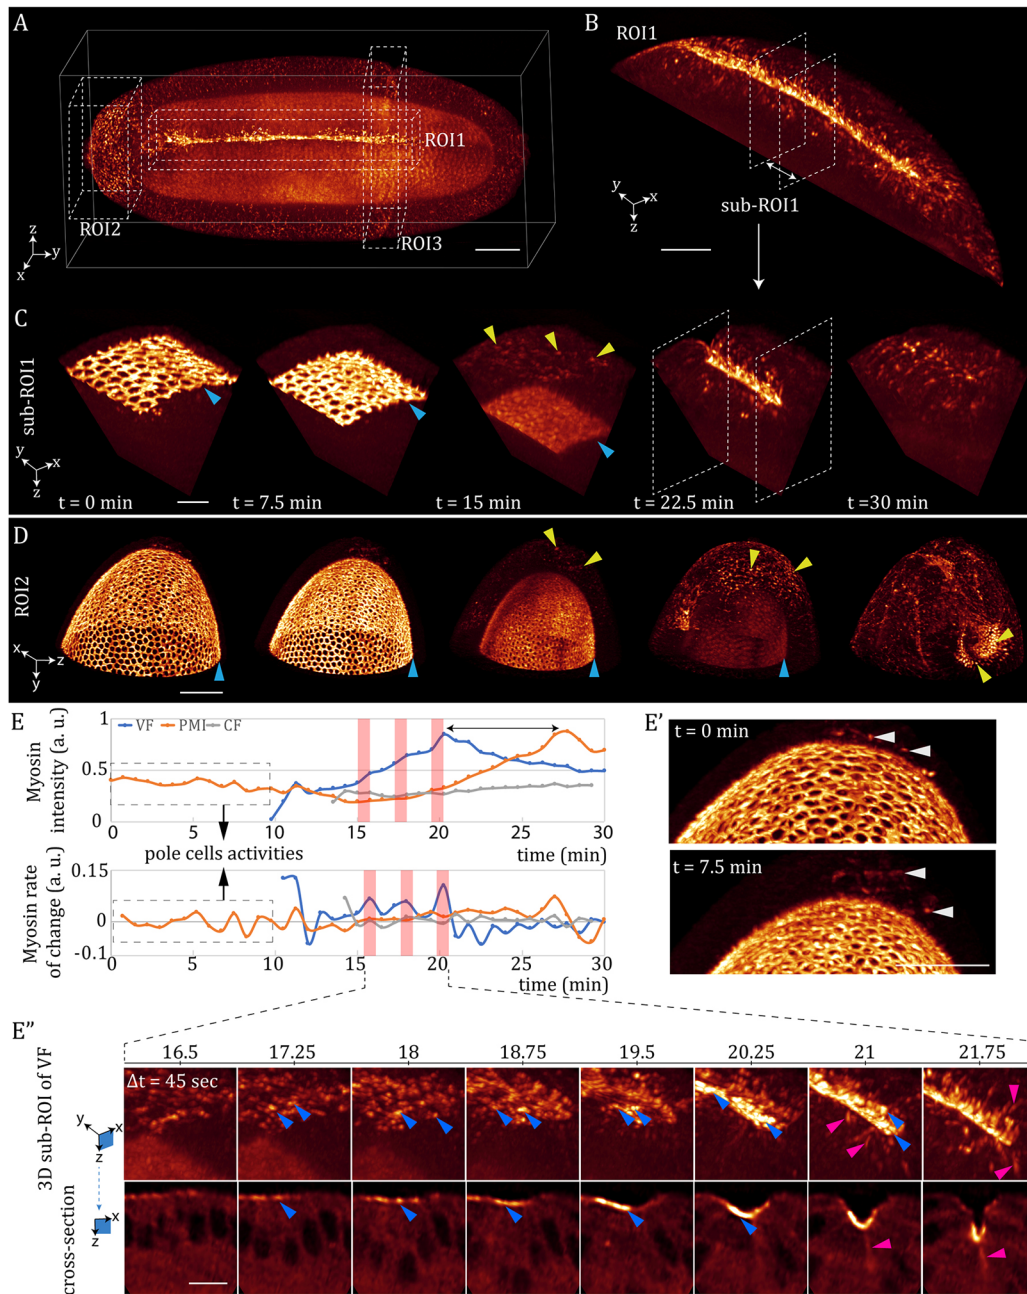 A
ROI1
ROI2
ROI3
z
y
x
B
ROI1
sub-ROI1
y
x
z
C
sub-ROI1
y
x
z
t = 0 min
t = 7.5 min
t = 15 min
t = 22.5 min
t =30 min
D
ROI2
x
z
y
E
Myosin
intensity (a. u.)
VF
PMI
CF
1
0.5
0
0
5
10
15
20
25
30
time (min)
pole cells activities
Myosin rate
of change (a. u.)
0.15
0
-0.1
0
5
10
15
20
25
30
time (min)
E'
t = 0 min
t = 7.5 min
E"
3D sub-ROI of VF
16.5
17.25
18
18.75
19.5
20.25
21
21.75
Δt = 45 sec
y
x
z
cross-section
x
z